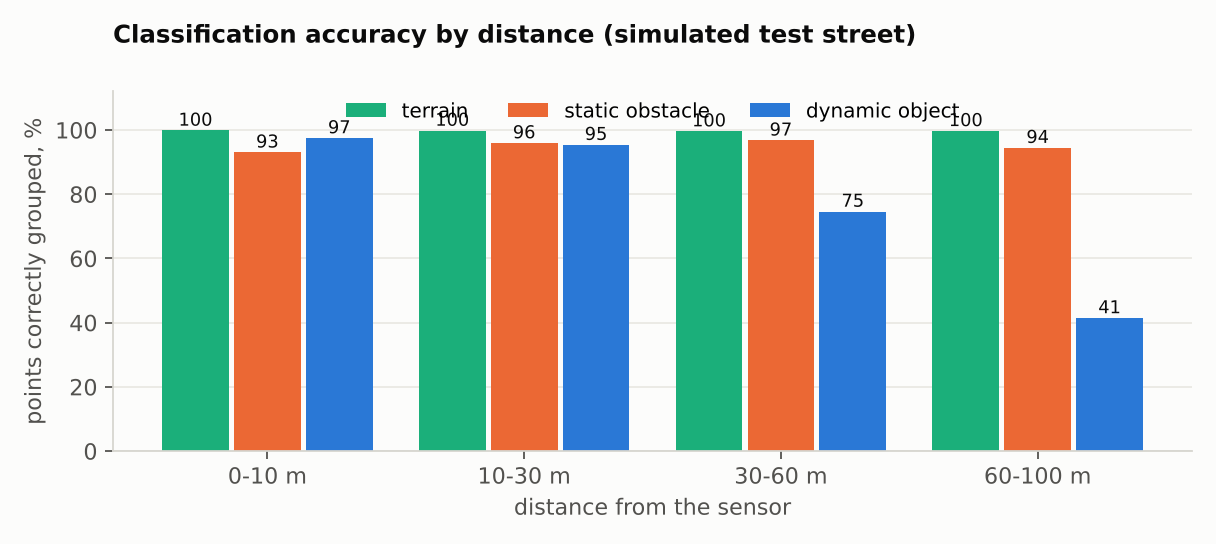 Classification accuracy by distance (simulated test street)
terrain static obstacle dynamic object
points correctly grouped, %
100
80
60
40
20
0
100 93 97
100 96 95
100 97 75
100 94 41
0-10 m 10-30 m 30-60 m 60-100 m
distance from the sensor